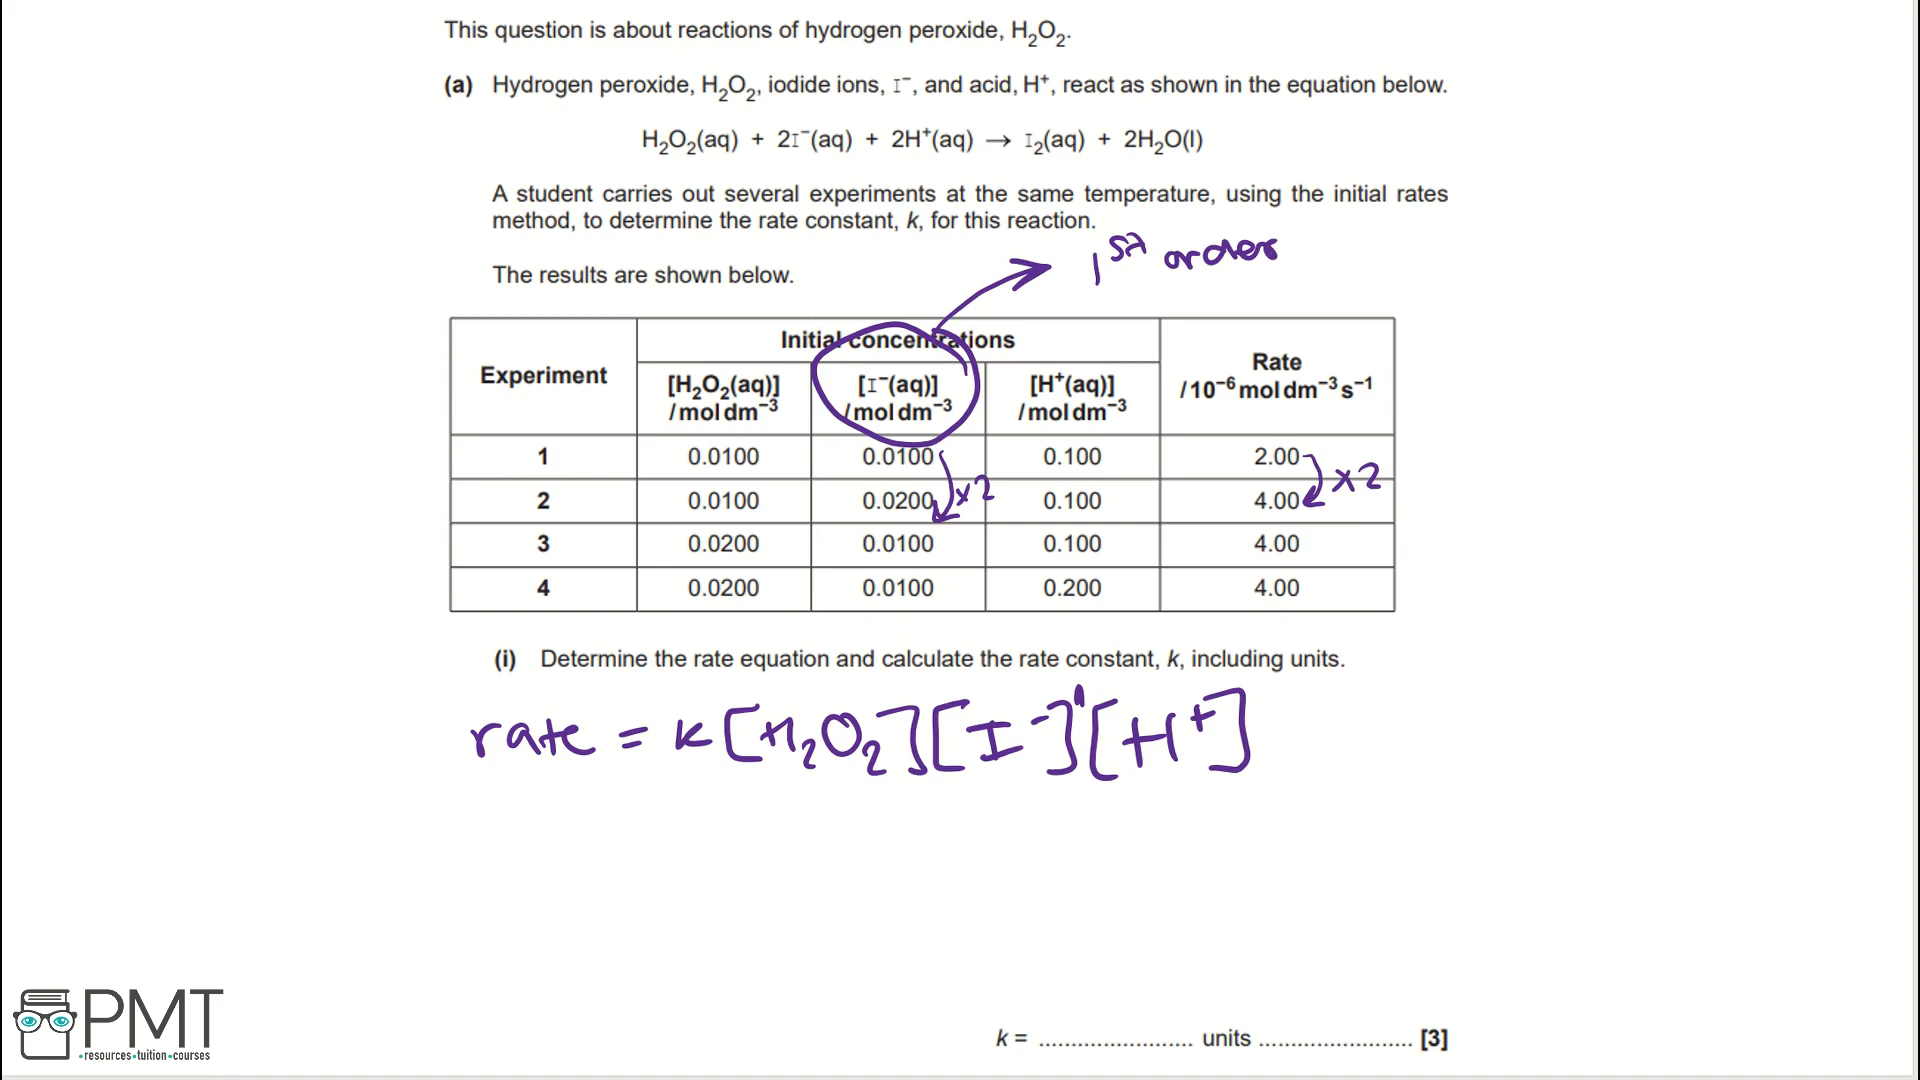 This question is about reactions of hydrogen peroxide, H₂O₂.
(a) Hydrogen peroxide, H₂O₂, iodide ions, I⁻, and acid, H⁺, react as shown in the equation below.
H₂O₂(aq) + 2I⁻(aq) + 2H⁺(aq) → I₂(aq) + 2H₂O(l)
A student carries out several experiments at the same temperature, using the initial rates
method, to determine the rate constant, k, for this reaction.
1st order
The results are shown below.
Experiment Initial concentrations Rate /10⁻⁶ mol dm⁻³ s⁻¹
[H₂O₂(aq)] /mol dm⁻³ [I⁻(aq)] /mol dm⁻³ [H⁺(aq)] /mol dm⁻³
1 0.0100 0.0100 0.100 2.00
x2 x2
2 0.0100 0.0200 0.100 4.00
3 0.0200 0.0100 0.100 4.00
4 0.0200 0.0100 0.200 4.00
(i) Determine the rate equation and calculate the rate constant, k, including units.
rate = k[H₂O₂][I⁻]¹[H⁺]
k = ........................ units ........................ [3]
PMT
•resources•tuition•courses